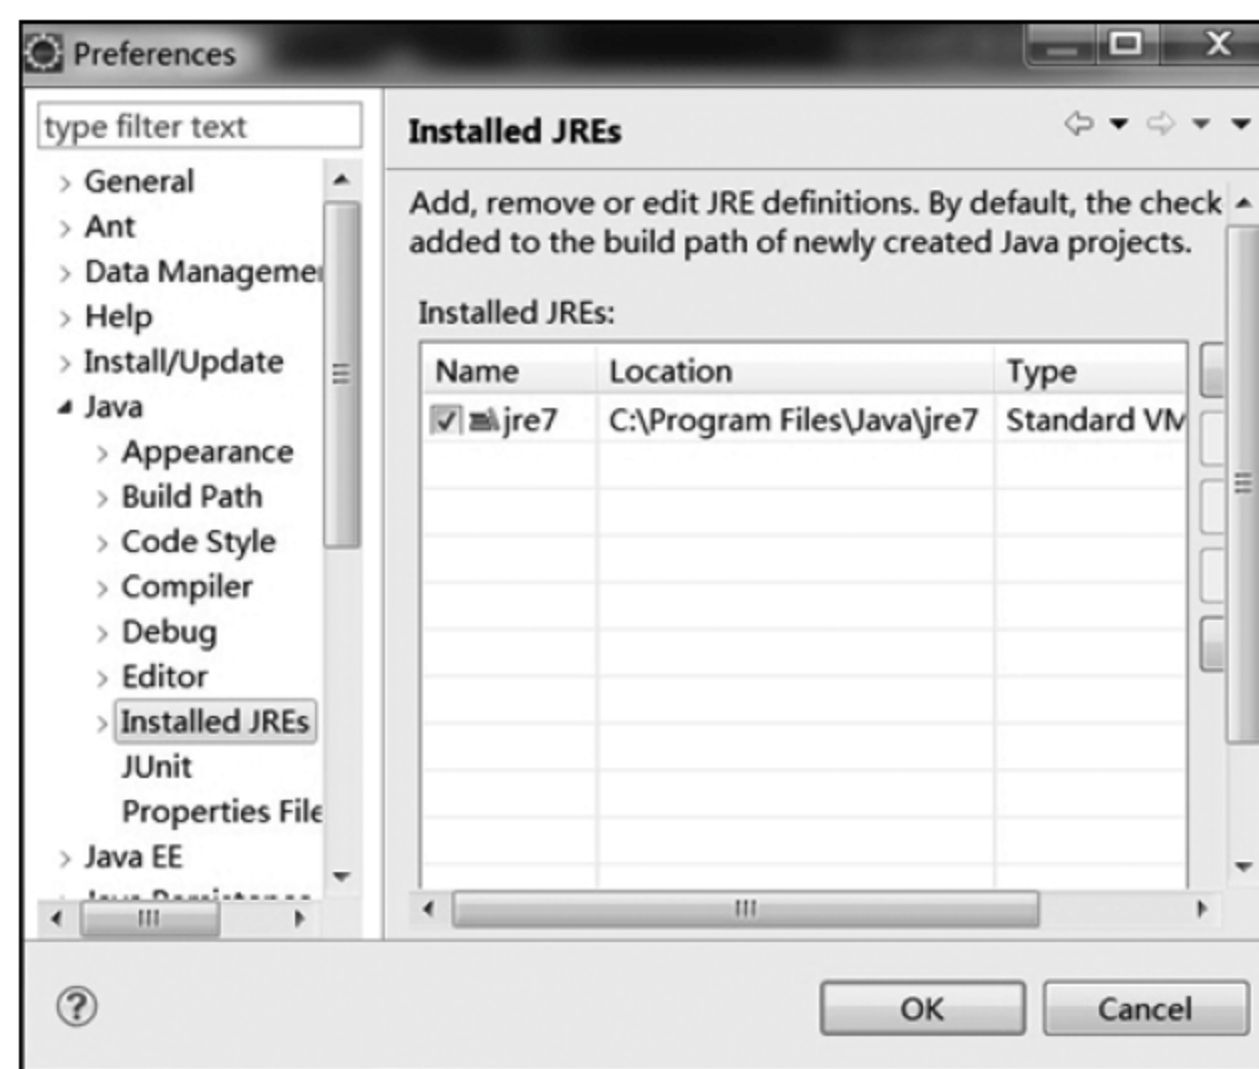 Preferences
type filter text
General
Ant
Data Manageme
Help
Install/Update
Java
Appearance
Build Path
Code Style
Compiler
Debug
Editor
Installed JREs
JUnit
Properties File
Java EE
Installed JREs
Add, remove or edit JRE definitions. By default, the check
added to the build path of newly created Java projects.
Installed JREs:
Name Location Type
jre7 C:\Program Files\Java\jre7 Standard VM
OK Cancel